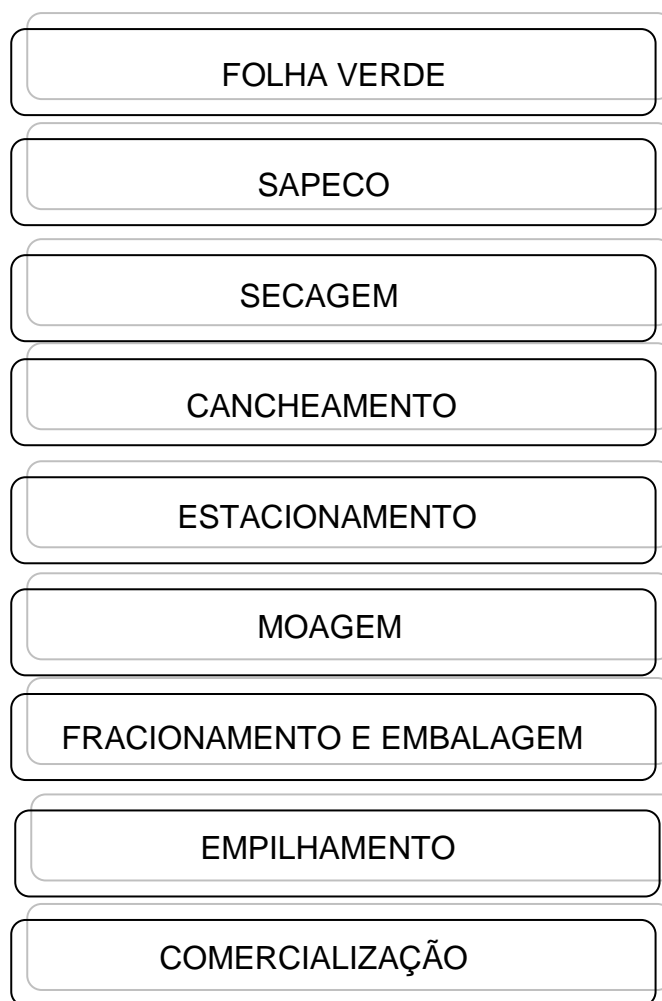 FOLHA VERDE
SAPECO
SECAGEM
CANCHEAMENTO
ESTACIONAMENTO
MOAGEM
FRACIONAMENTO E EMBALAGEM
EMPILHAMENTO
COMERCIALIZAÇÃO